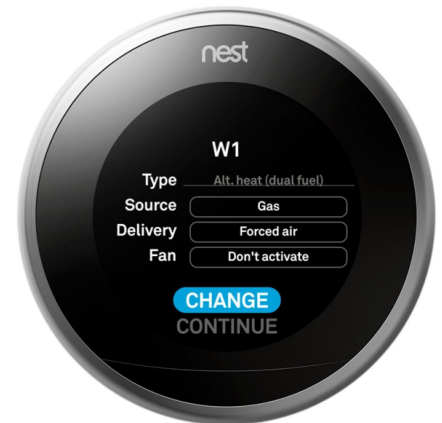 nest
W1
Type Alt. heat (dual fuel)
Source Gas
Delivery Forced air
Fan Don't activate
CHANGE
CONTINUE